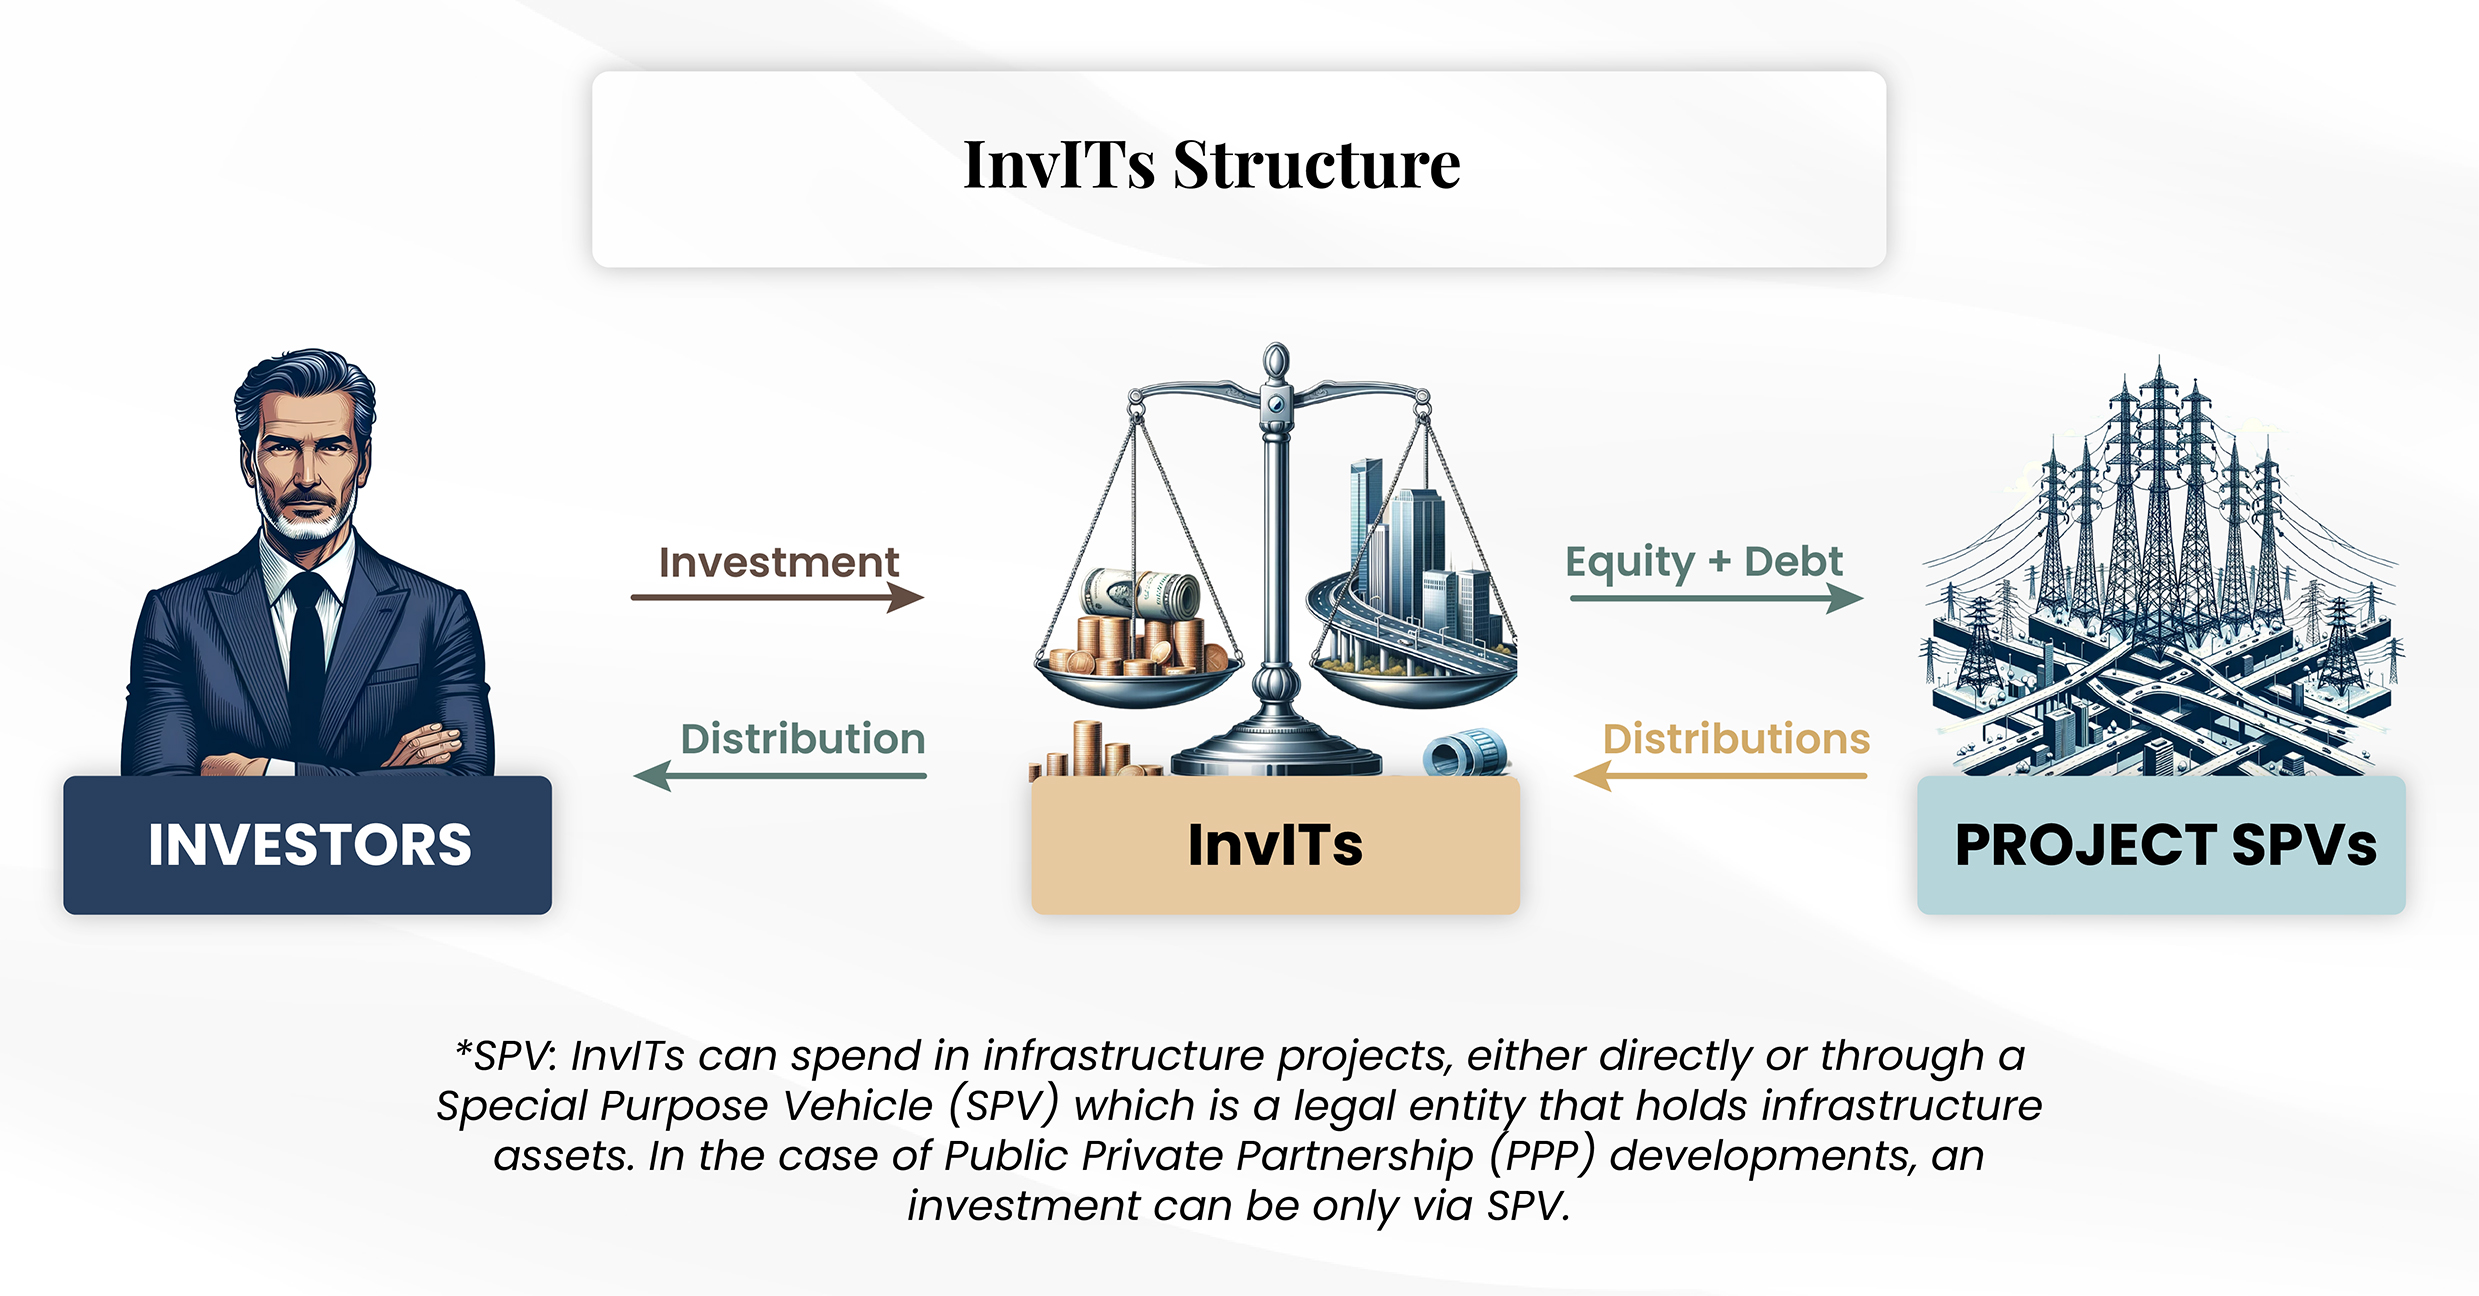 InvITs Structure
Investment
Equity + Debt
Distribution
Distributions
INVESTORS
InvITs
PROJECT SPVs
*SPV: InvITs can spend in infrastructure projects, either directly or through a
Special Purpose Vehicle (SPV) which is a legal entity that holds infrastructure
assets. In the case of Public Private Partnership (PPP) developments, an
investment can be only via SPV.